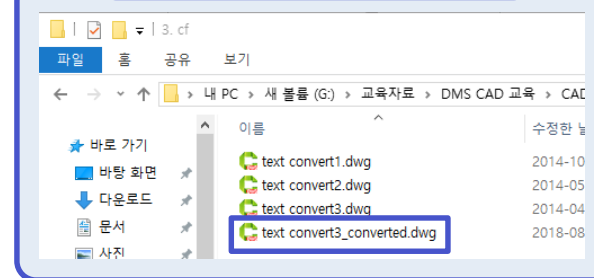 3. cf
파일 홈 공유 보기
내 PC > 새 볼륨 (G:) > 교육자료 > DMS CAD 교육 > CAD
이름 수정한 날
바로 가기
바탕 화면
다운로드
문서
사진
text convert1.dwg 2014-10
text convert2.dwg 2014-05
text convert3.dwg 2014-04
text convert3_converted.dwg 2018-08